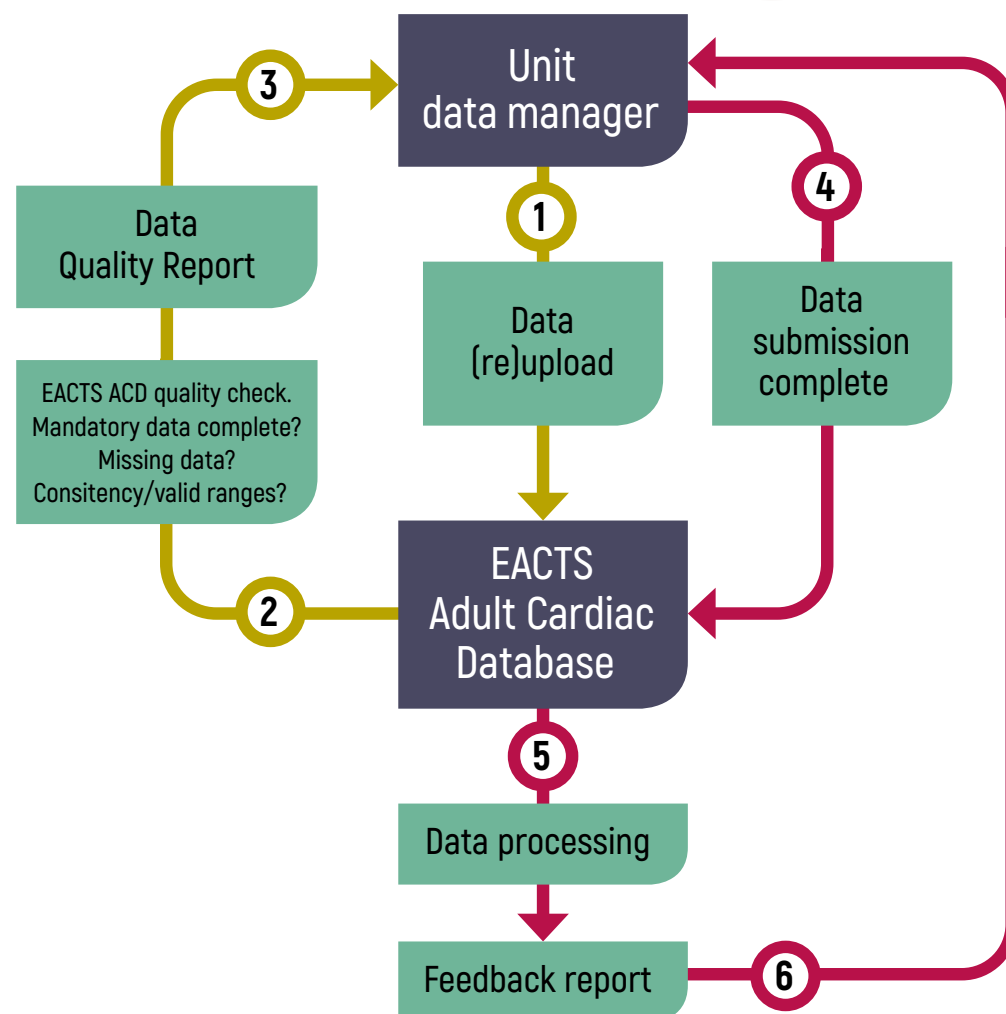 Unit
data manager
3
1
4
Data
Quality Report
Data
(re)upload
Data
submission
complete
EACTS ACD quality check.
Mandatory data complete?
Missing data?
Consitency/valid ranges?
2
EACTS
Adult Cardiac
Database
5
Data processing
Feedback report
6